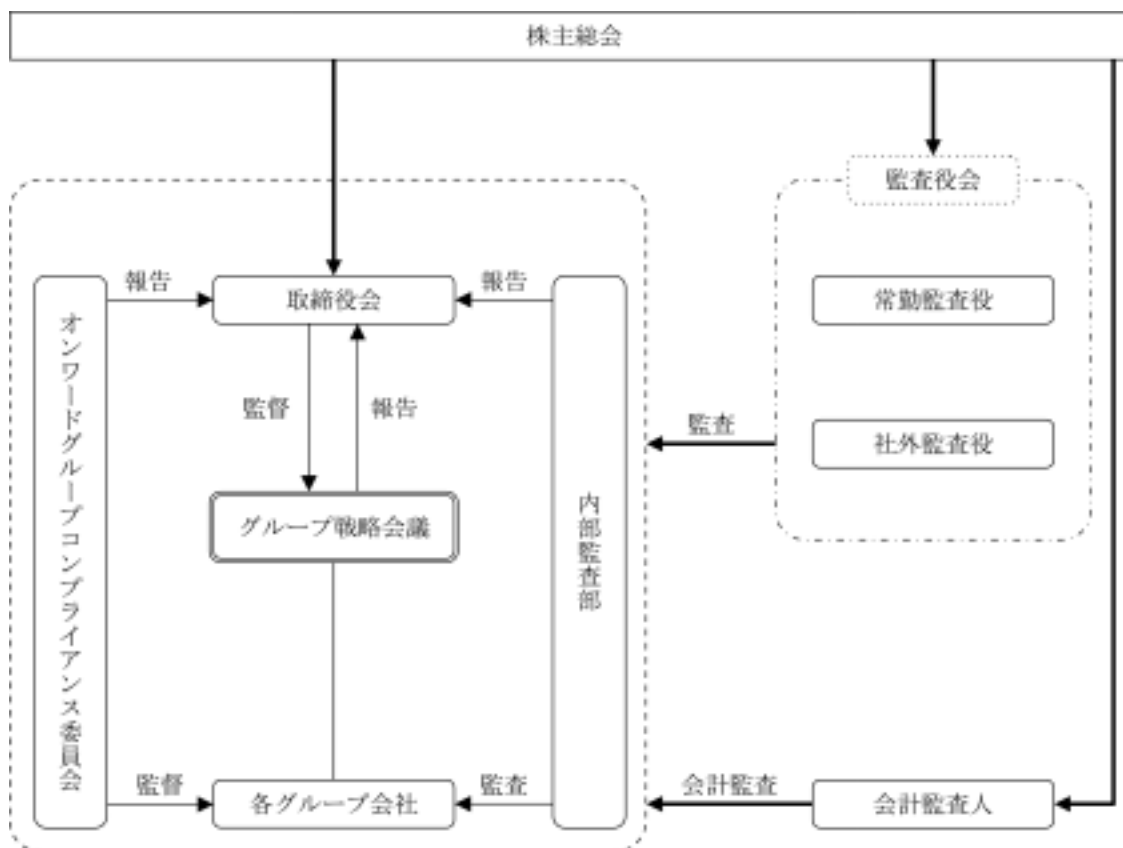 株主総会
監査役会
報告
取締役会
報告
常勤監査役
監督
報告
監査
社外監査役
オンワードグループコンプライアンス委員会
グループ戦略会議
内部監査部
監督
各グループ会社
監査
会計監査
会計監査人